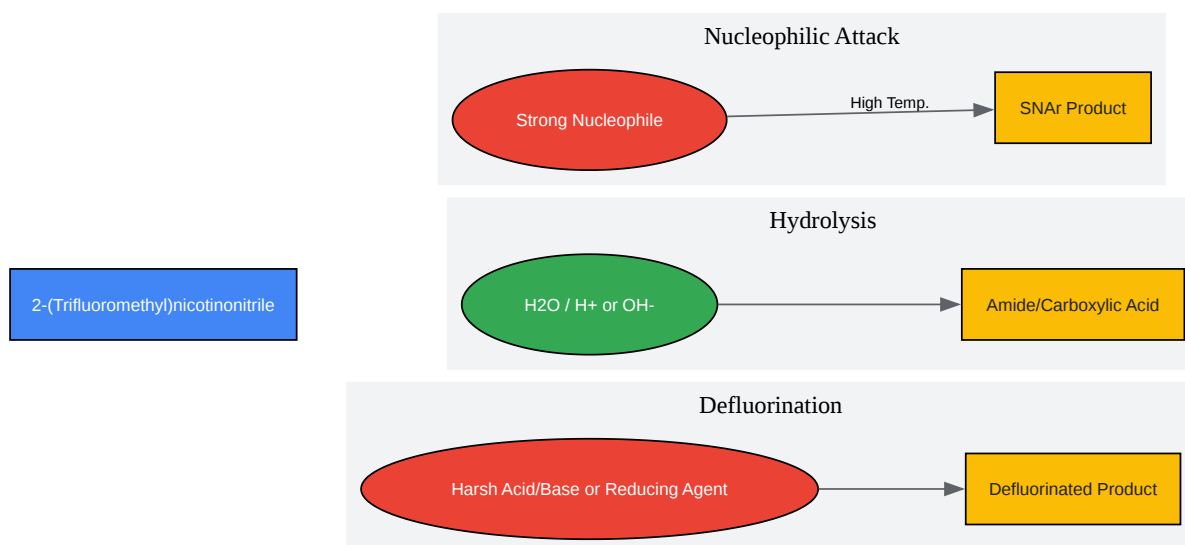 Nucleophilic Attack
Strong Nucleophile
High Temp.
SNAr Product
Hydrolysis
2-(Trifluoromethyl)nicotinonitrile
H2O / H+ or OH-
Amide/Carboxylic Acid
Defluorination
Harsh Acid/Base or Reducing Agent
Defluorinated Product